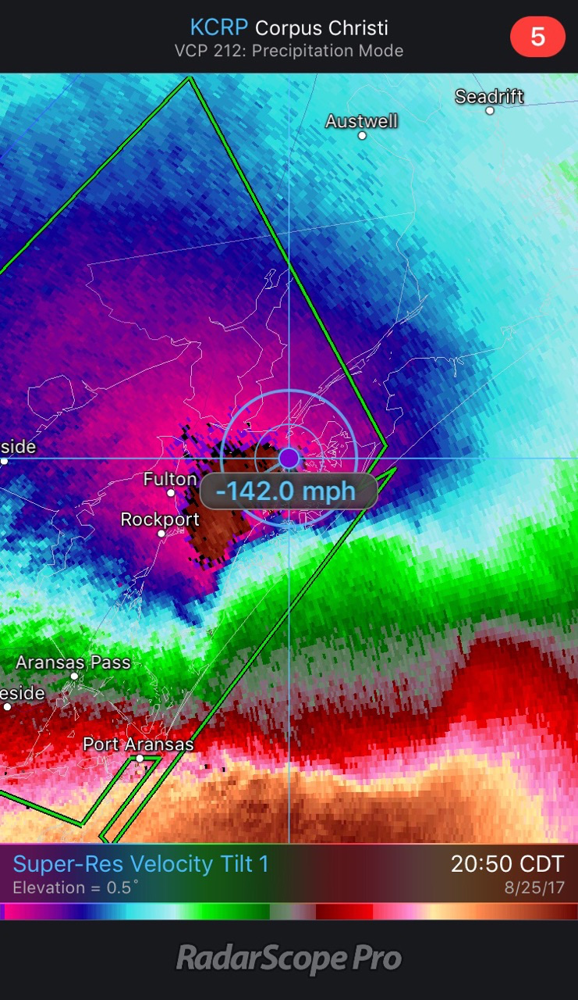 KCRP Corpus Christi
VCP 212: Precipitation Mode
5
Seadrift
Austwell
side
Fulton
-142.0 mph
Rockport
Aransas Pass
eside
Port Aransas
Super-Res Velocity Tilt 1
20:50 CDT
Elevation = 0.5°
8/25/17
RadarScope Pro